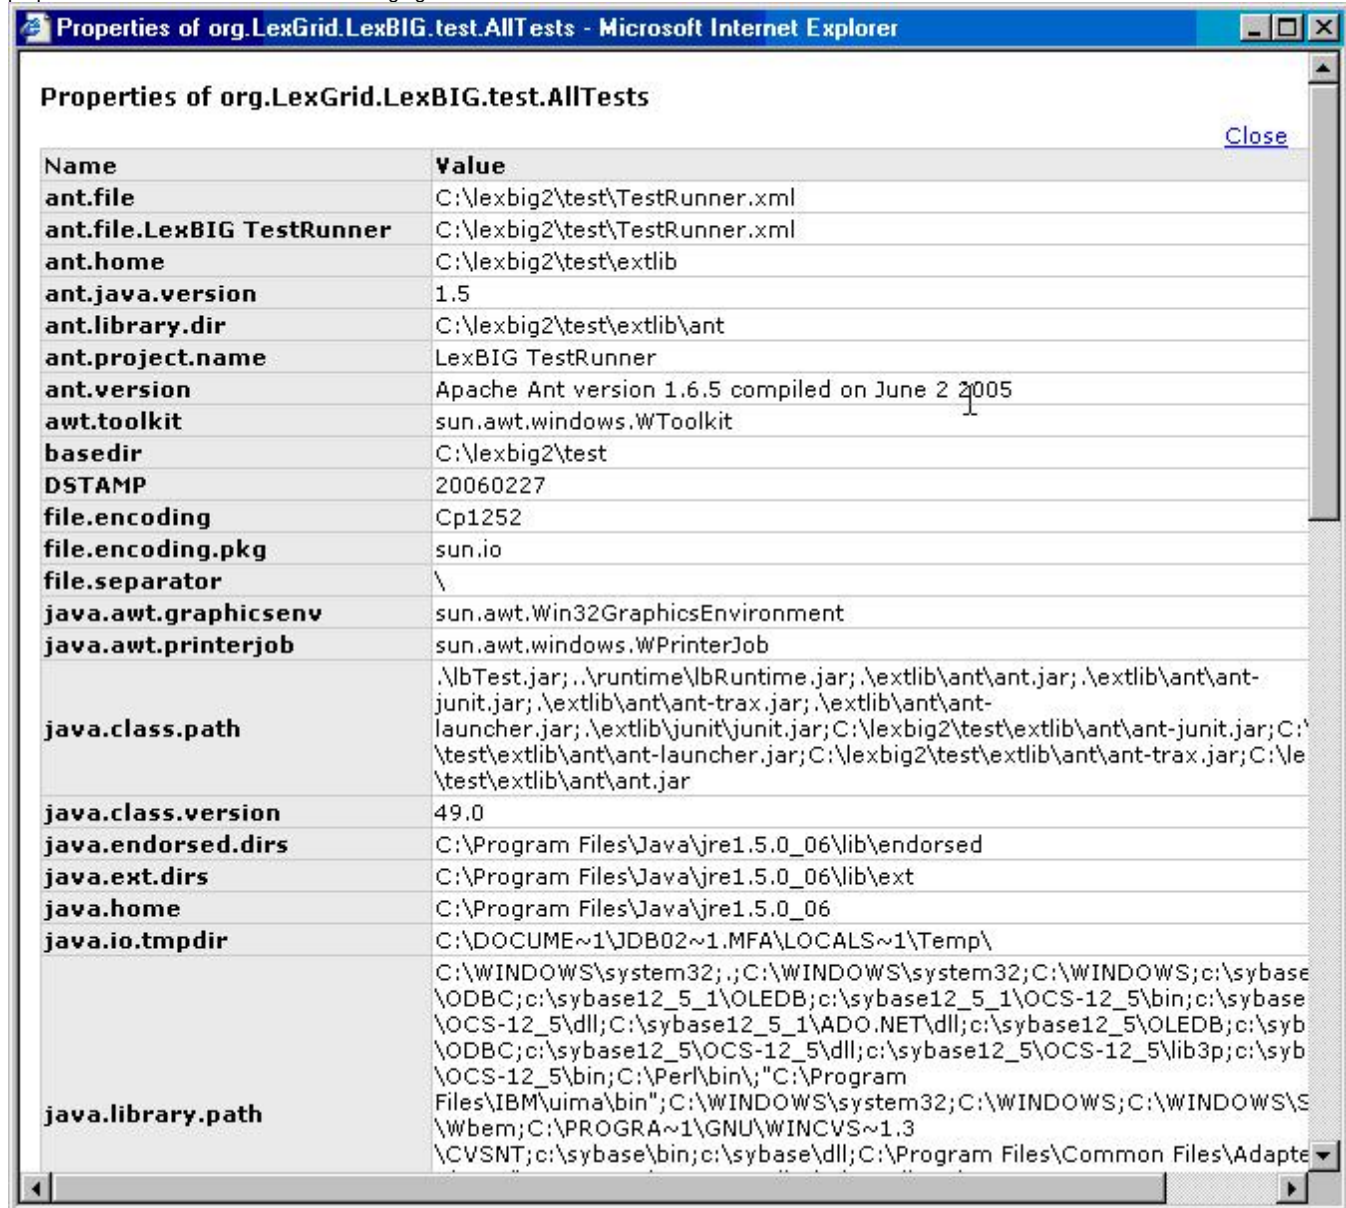 Properties of org.LexGrid.LexBIG.test.AllTests - Microsoft Internet Explorer
Properties of org.LexGrid.LexBIG.test.AllTests
Close
Name Value
ant.file C:\lexbig2\test\TestRunner.xml
ant.file.LexBIG TestRunner C:\lexbig2\test\TestRunner.xml
ant.home C:\lexbig2\test\extlib
ant.java.version 1.5
ant.library.dir C:\lexbig2\test\extlib\ant
ant.project.name LexBIG TestRunner
ant.version Apache Ant version 1.6.5 compiled on June 2 2005
awt.toolkit sun.awt.windows.WToolkit
basedir C:\lexbig2\test
DSTAMP 20060227
file.encoding Cp1252
file.encoding.pkg sun.io
file.separator \
java.awt.graphicsenv sun.awt.Win32GraphicsEnvironment
java.awt.printerjob sun.awt.windows.WPrinterJob
java.class.path
.\lbTest.jar;..\runtime\lbRuntime.jar;.\extlib\ant\ant.jar;.\extlib\ant\ant-
junit.jar;.\extlib\ant\ant-trax.jar;.\extlib\ant\ant-
launcher.jar;.\extlib\junit\junit.jar;C:\lexbig2\test\extlib\ant\ant-junit.jar;C:\
\test\extlib\ant\ant-launcher.jar;C:\lexbig2\test\extlib\ant\ant-trax.jar;C:\le
\test\extlib\ant\ant.jar
java.class.version 49.0
java.endorsed.dirs C:\Program Files\Java\jre1.5.0_06\lib\endorsed
java.ext.dirs C:\Program Files\Java\jre1.5.0_06\lib\ext
java.home C:\Program Files\Java\jre1.5.0_06
java.io.tmpdir C:\DOCUME~1\JDB02~1.MFA\LOCALS~1\Temp\
java.library.path
C:\WINDOWS\system32;.;C:\WINDOWS\system32;C:\WINDOWS;c:\sybase
\ODBC;c:\sybase12_5_1\OLEDB;c:\sybase12_5_1\OCS-12_5\bin;c:\sybase
\OCS-12_5\dll;C:\sybase12_5_1\ADO.NET\dll;c:\sybase12_5\OLEDB;c:\syb
\ODBC;c:\sybase12_5\OCS-12_5\dll;c:\sybase12_5\OCS-12_5\lib3p;c:\syb
\OCS-12_5\bin;C:\Perl\bin\;"C:\Program
Files\IBM\uima\bin";C:\WINDOWS\system32;C:\WINDOWS;C:\WINDOWS\S
\Wbem;C:\PROGRA~1\GNU\WINCVS~1.3
\CVSNT;c:\sybase\bin;c:\sybase\dll;C:\Program Files\Common Files\Adapte